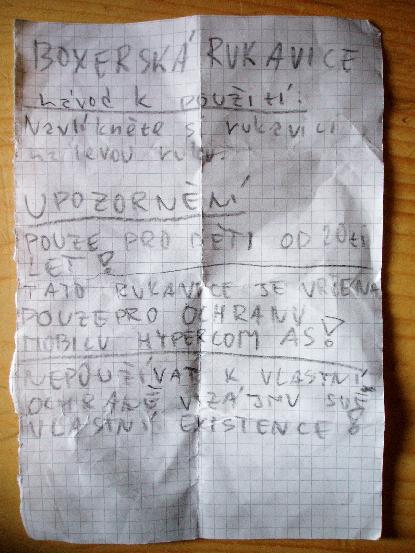 BOXERSKÁ RUKAVICE
návod k použití:
Navlíkněte s rukavici
na levou ruku.
UPOZORNĚNÍ
POUZE PRO DĚTI OD 20ti
LET!
TATO RUKAVICE JE URČENA
POUZE PRO OCHRANU
MOBILU HYPERCOM AS!
NEPOUŽÍVAT K VLASTNÍ
OCHRANĚ V ZÁJMU SVÉ
VLASTNÍ EXISTENCE!